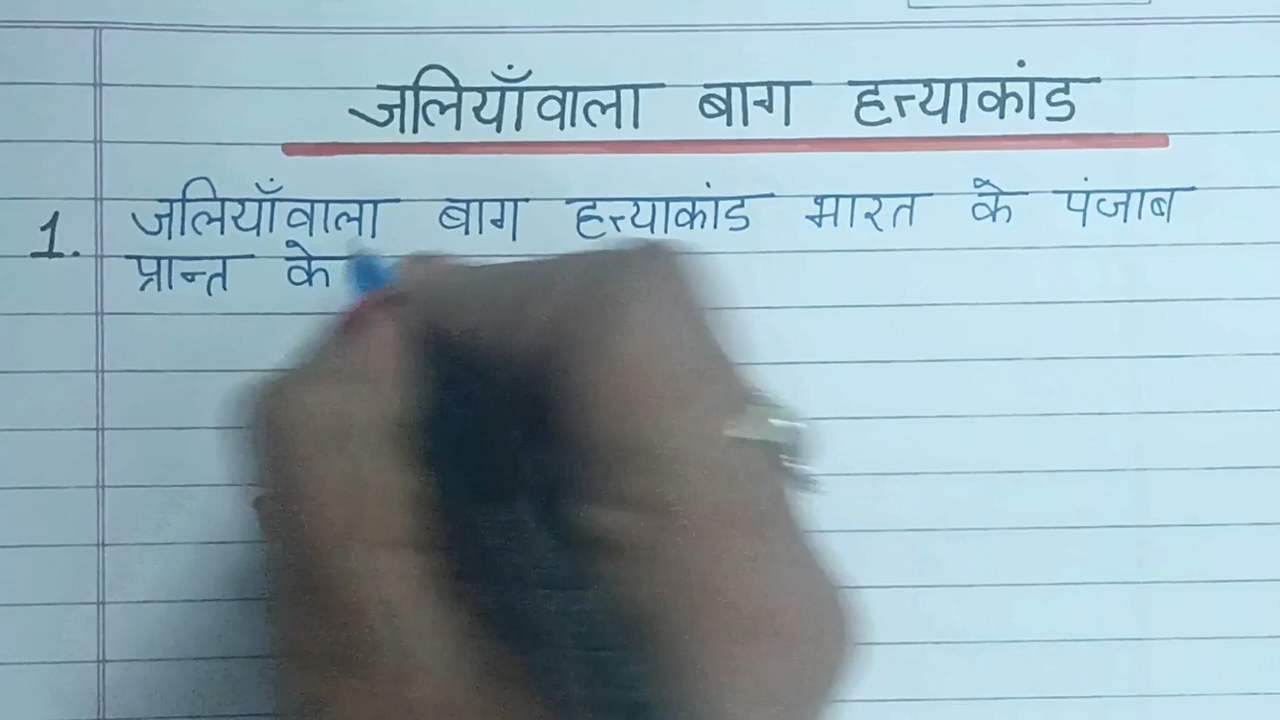 जलियाँवाला बाग हत्याकांड
1. जलियाँवाला बाग हत्याकांड भारत के पंजाब
प्रान्त के